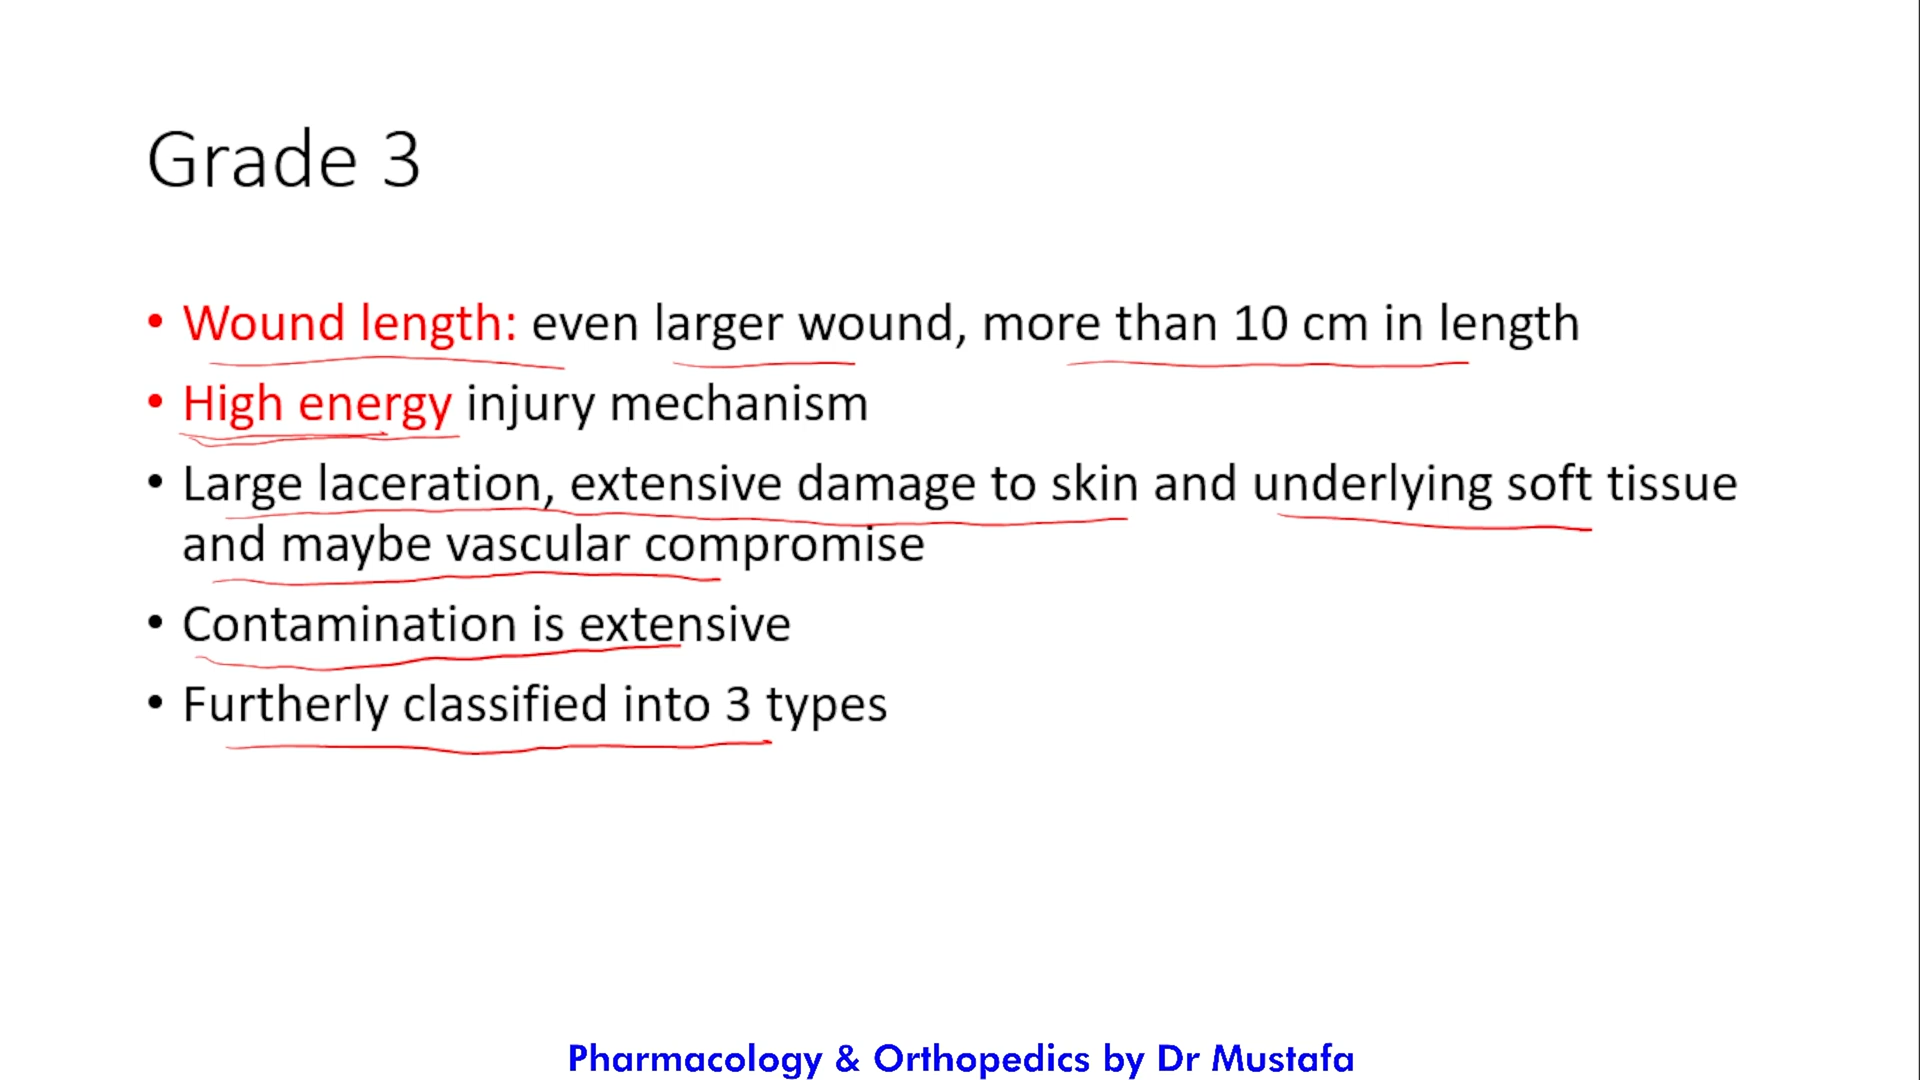 Grade 3
• Wound length: even larger wound, more than 10 cm in length
• High energy injury mechanism
• Large laceration, extensive damage to skin and underlying soft tissue
and maybe vascular compromise
• Contamination is extensive
• Furtherly classified into 3 types
Pharmacology & Orthopedics by Dr Mustafa